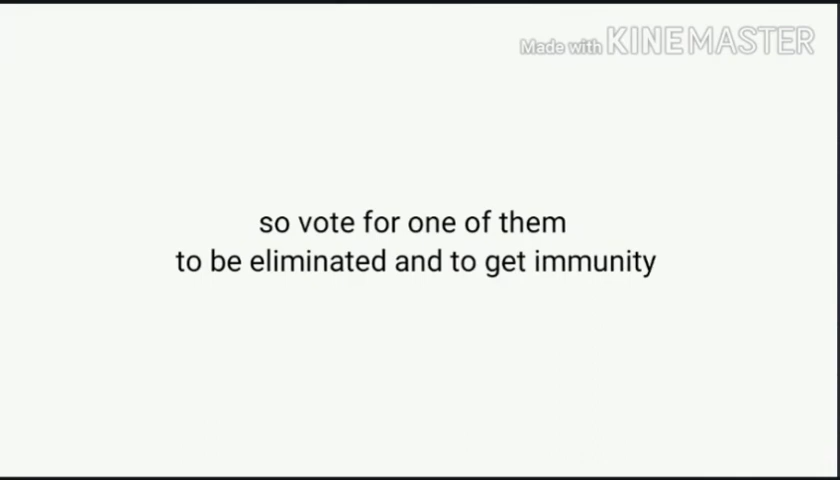 Made with KINEMASTER
so vote for one of them
to be eliminated and to get immunity